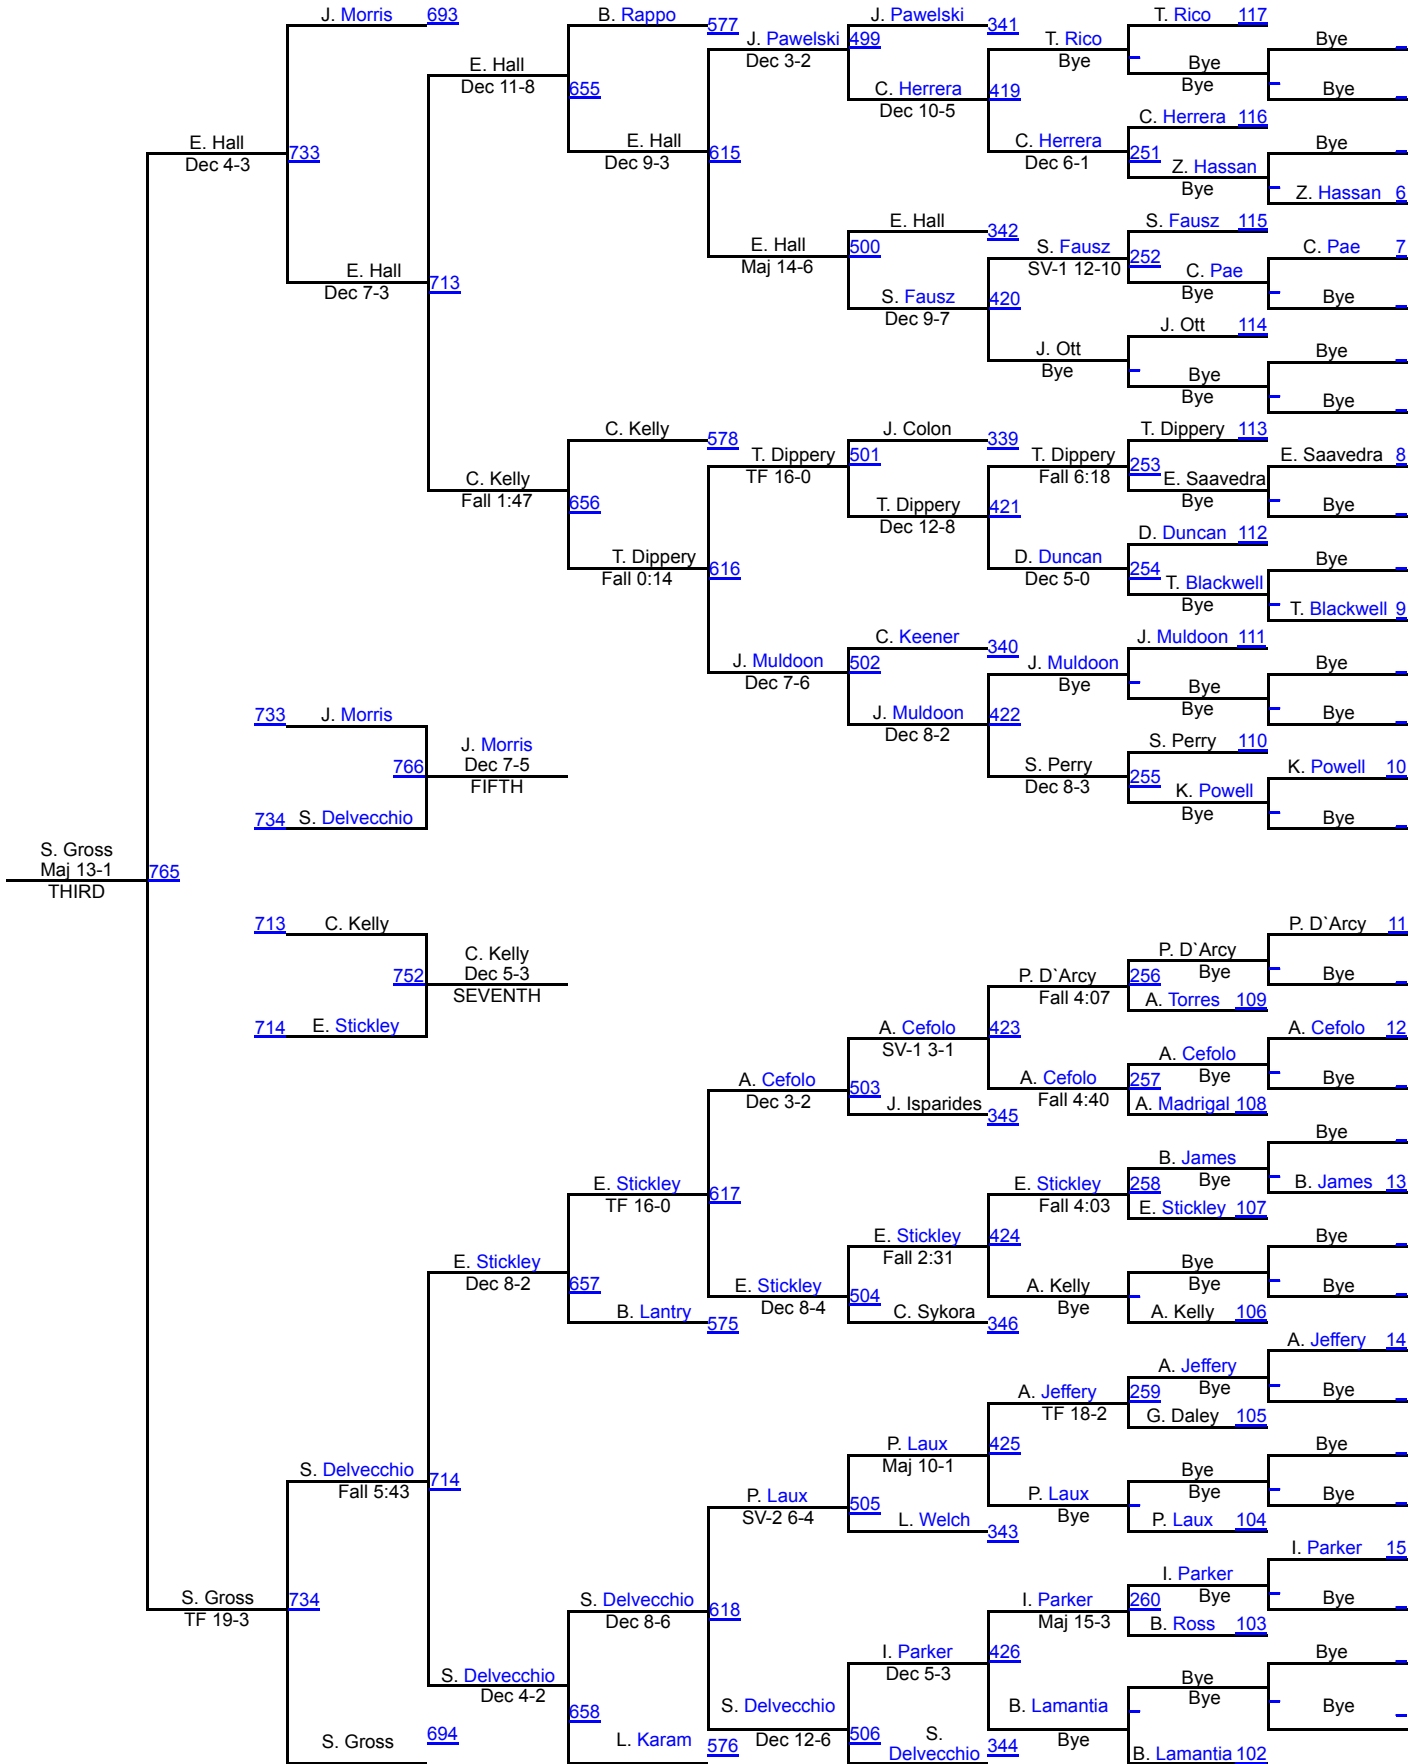 J. Morris 693
B. Rappo 577
J. Pawelski 341
T. Rico 117
J. Pawelski 499
Dec 3-2
T. Rico
Bye
Bye
E. Hall
Dec 11-8
655
Bye
Bye
C. Herrera 419
Dec 10-5
Bye
C. Herrera 116
E. Hall
Dec 4-3
733
E. Hall
Dec 9-3
615
C. Herrera
Dec 6-1
251
Bye
Z. Hassan
Bye
Z. Hassan 6
E. Hall 342
S. Fausz 115
E. Hall
Maj 14-6
500
S. Fausz
SV-1 12-10
252
C. Pae 7
C. Pae
Bye
E. Hall
Dec 7-3
713
S. Fausz
Dec 9-7
420
Bye
J. Ott 114
J. Ott
Bye
Bye
Bye
Bye
Bye
C. Kelly 578
J. Colon 339
T. Dippery 113
T. Dippery
TF 16-0
501
T. Dippery
Fall 6:18
253
E. Saavedra 8
C. Kelly
Fall 1:47
656
E. Saavedra
Bye
T. Dippery
Dec 12-8
421
Bye
D. Duncan 112
T. Dippery
Fall 0:14
616
D. Duncan
Dec 5-0
254
Bye
T. Blackwell
Bye
T. Blackwell 9
C. Keener 340
J. Muldoon 111
J. Muldoon
Dec 7-6
502
J. Muldoon
Bye
Bye
Bye
Bye
733 J. Morris
J. Muldoon
Dec 8-2
422
Bye
J. Morris
Dec 7-5
FIFTH
766
S. Perry 110
S. Perry
Dec 8-3
255
K. Powell 10
K. Powell
Bye
734 S. Delvecchio
Bye
S. Gross
Maj 13-1
THIRD
765
713 C. Kelly
P. D`Arcy 11
C. Kelly
Dec 5-3
SEVENTH
752
P. D`Arcy
Bye
P. D`Arcy
Fall 4:07
256
Bye
A. Torres 109
714 E. Stickley
A. Cefolo
SV-1 3-1
423
A. Cefolo 12
A. Cefolo
Bye
A. Cefolo
Dec 3-2
503
A. Cefolo
Fall 4:40
257
Bye
J. Isparides 345
A. Madrigal 108
Bye
B. James
Bye
E. Stickley
TF 16-0
617
E. Stickley
Fall 4:03
258
B. James 13
E. Stickley 107
E. Stickley
Fall 2:31
424
Bye
E. Stickley
Dec 8-2
657
Bye
Bye
E. Stickley
Dec 8-4
504
A. Kelly
Bye
Bye
B. Lantry 575
C. Sykora 346
A. Kelly 106
A. Jeffery 14
A. Jeffery
Bye
A. Jeffery
TF 18-2
259
Bye
G. Daley 105
P. Laux
Maj 10-1
425
Bye
S. Delvecchio
Fall 5:43
714
Bye
Bye
P. Laux
SV-2 6-4
505
P. Laux
Bye
Bye
L. Welch 343
P. Laux 104
I. Parker 15
I. Parker
Bye
S. Gross
TF 19-3
734
S. Delvecchio
Dec 8-6
618
I. Parker
Maj 15-3
260
Bye
B. Ross 103
I. Parker
Dec 5-3
426
Bye
S. Delvecchio
Dec 4-2
658
Bye
Bye
S. Delvecchio
Dec 12-6
506
B. Lamantia
Bye
Bye
S. Gross 694
L. Karam 576
S.
Delvecchio 344
B. Lamantia 102